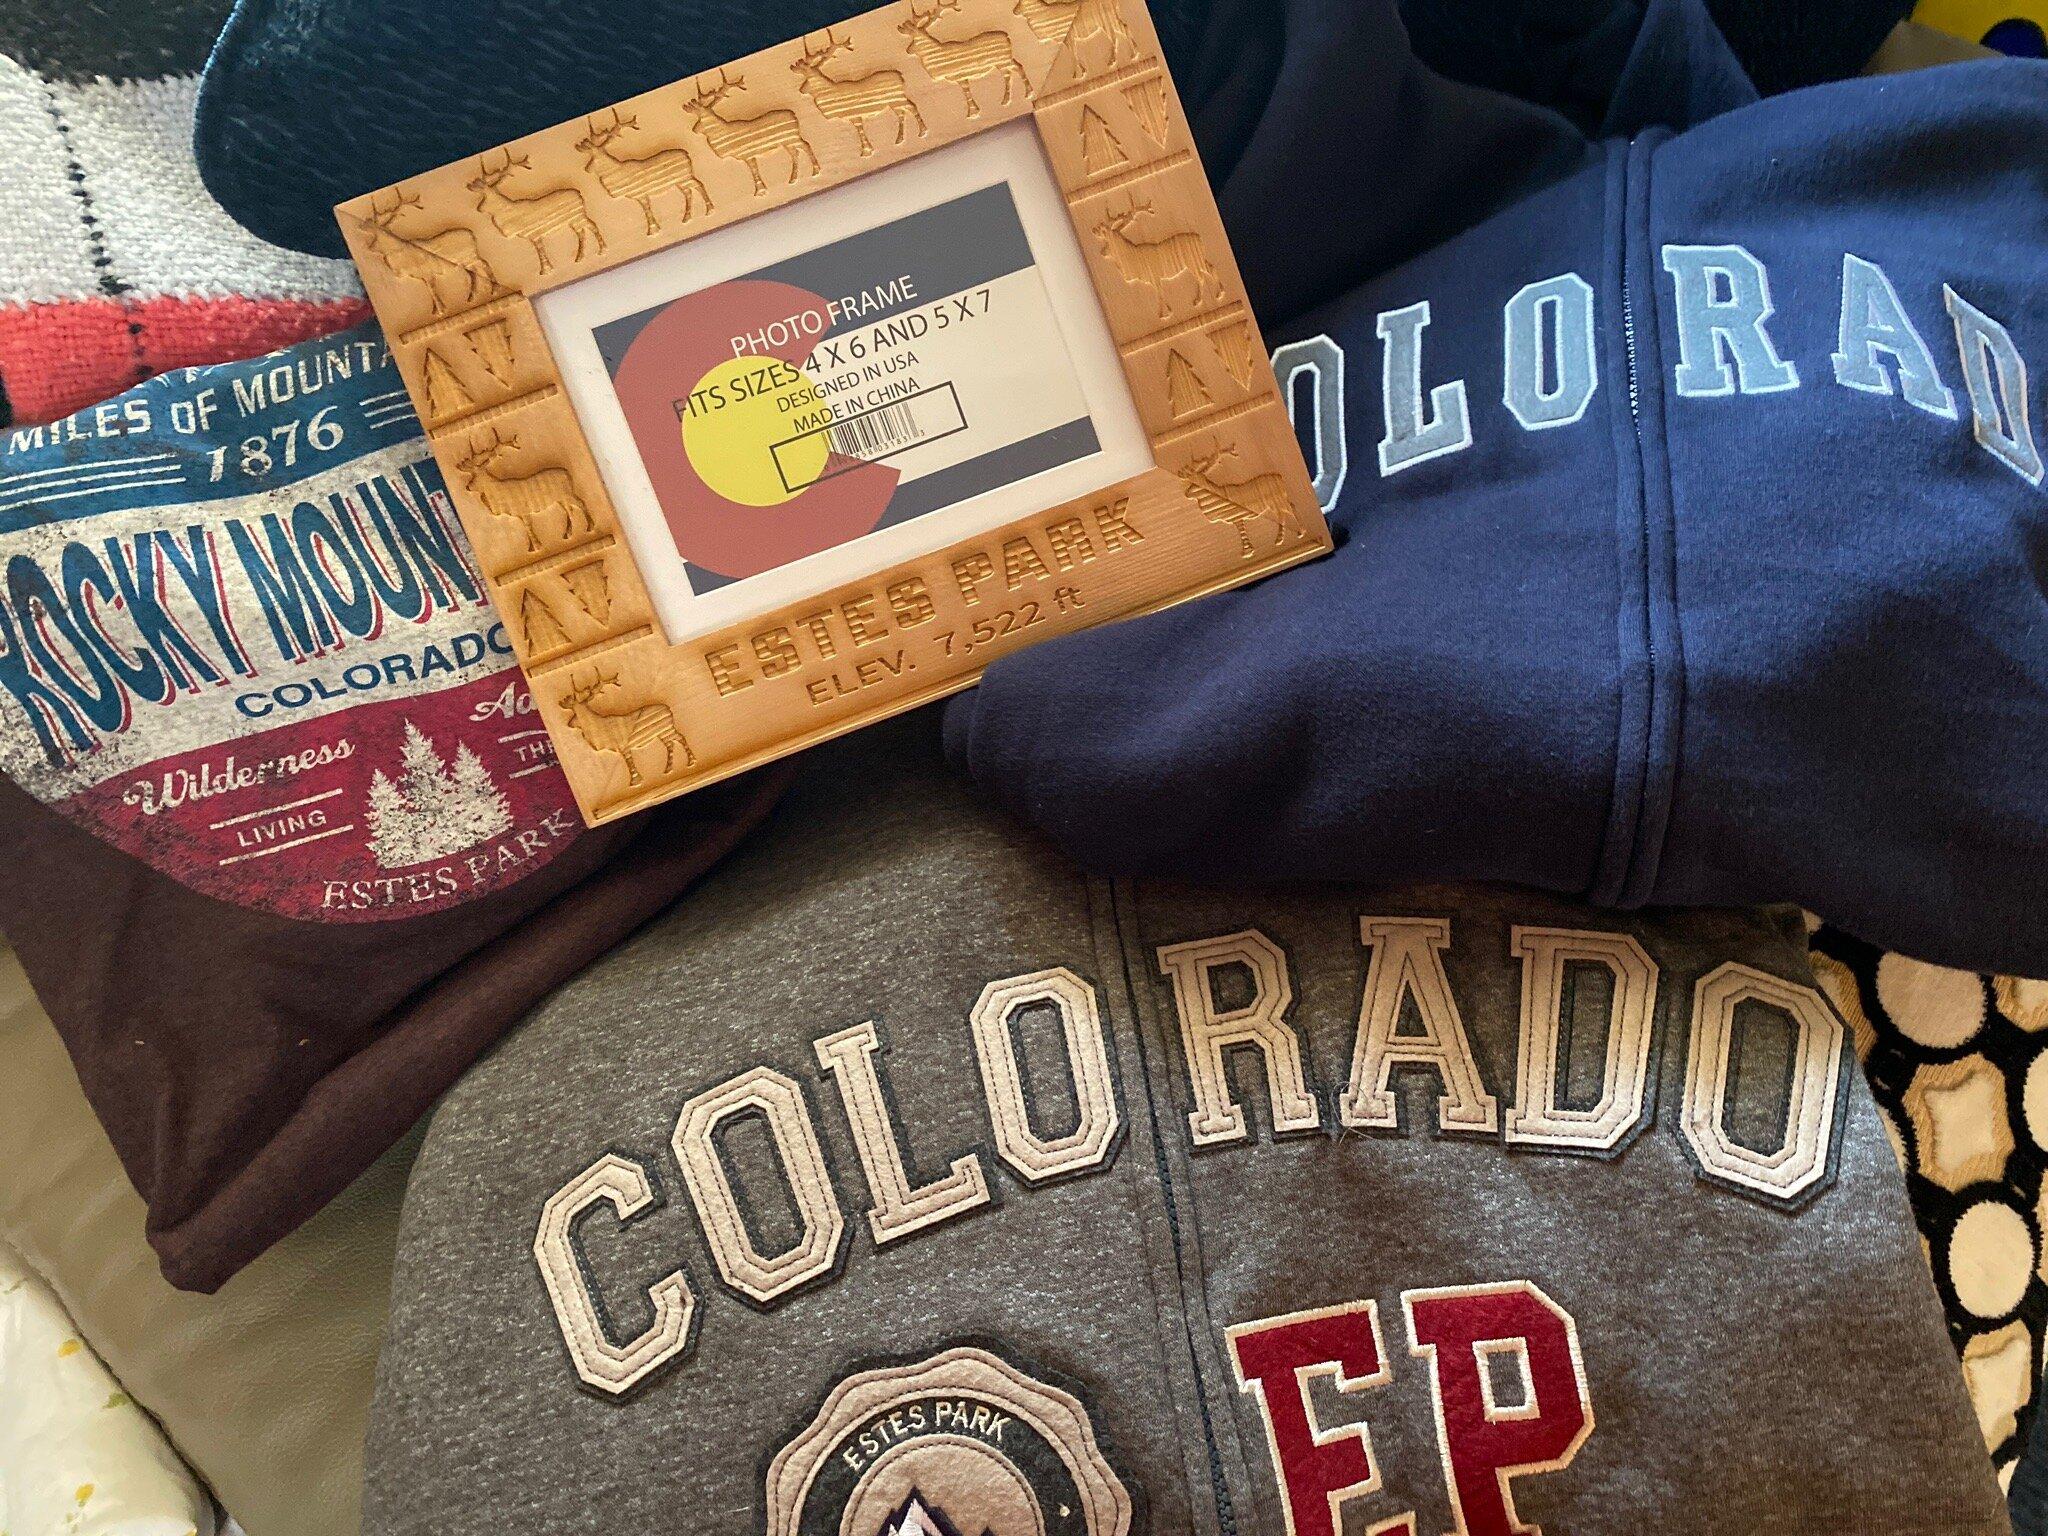 MILES OF MOUNTA
1876
ROCKY MOUNT
COLORADO
Wilderness
LIVING
ESTES PARK
PHOTO FRAME
FITS SIZES 4 X 6 AND 5 X 7
DESIGNED IN USA
MADE IN CHINA
ESTES PARK
ELEV. 7,522 ft
OLORAD
COLORADO
ESTES PARK
EP